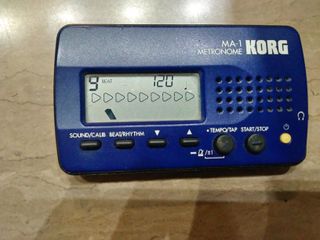 MA-1
METRONOME KORG
9 BEAT 120
SOUND/CALIB BEAT/RHYTHM ▼ ▲ •TEMPO/TAP START/STOP